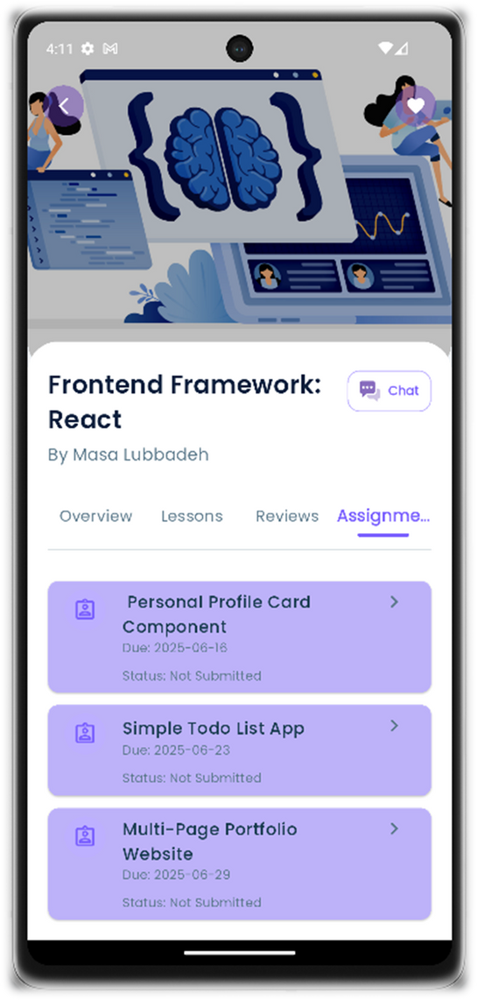 4:11
Frontend Framework:
React
Chat
By Masa Lubbadeh
Overview Lessons Reviews Assignme...
Personal Profile Card
Component
Due: 2025-06-16
Status: Not Submitted
Simple Todo List App
Due: 2025-06-23
Status: Not Submitted
Multi-Page Portfolio
Website
Due: 2025-06-29
Status: Not Submitted